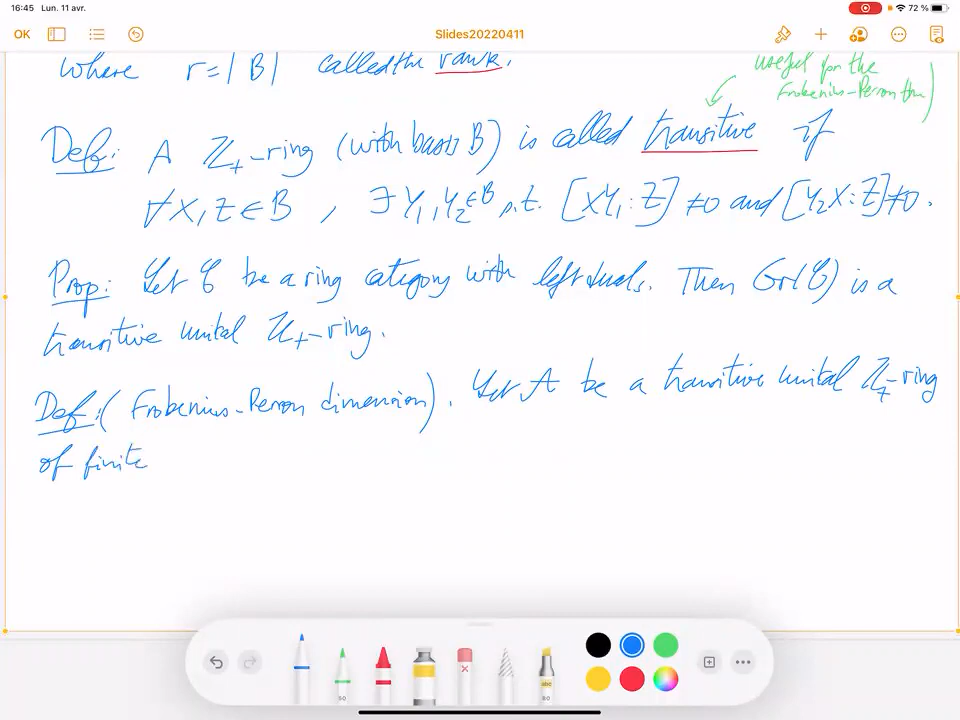 16:45 Lun. 11 avr.
72 %
OK
Slides20220411
where r=|B| called the rank.
useful for the
Frobenius-Perron thm)
Def: A ℤ₊-ring (with basis B) is called transitive if
∀X,Z∈B, ∃Y₁,Y₂∈B s.t. [XY₁:Z]≠0 and [Y₂X:Z]≠0.
Prop: Let 𝒞 be a ring category with left duals. Then Gr(𝒞) is a
transitive unital ℤ₊-ring.
Def:(Frobenius-Perron dimension). Let A be a transitive unital ℤ₊-ring
of finite
50
80